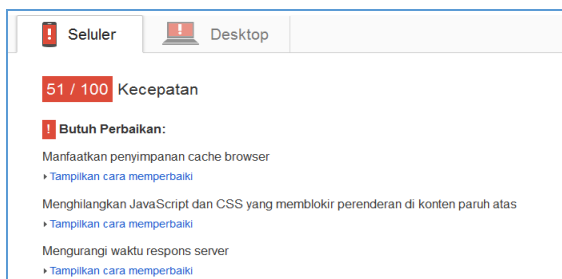 Seluler Desktop
51 / 100 Kecepatan
! Butuh Perbaikan:
Manfaatkan penyimpanan cache browser
Tampilkan cara memperbaiki
Menghilangkan JavaScript dan CSS yang memblokir perenderan di konten paruh atas
Tampilkan cara memperbaiki
Mengurangi waktu respons server
Tampilkan cara memperbaiki